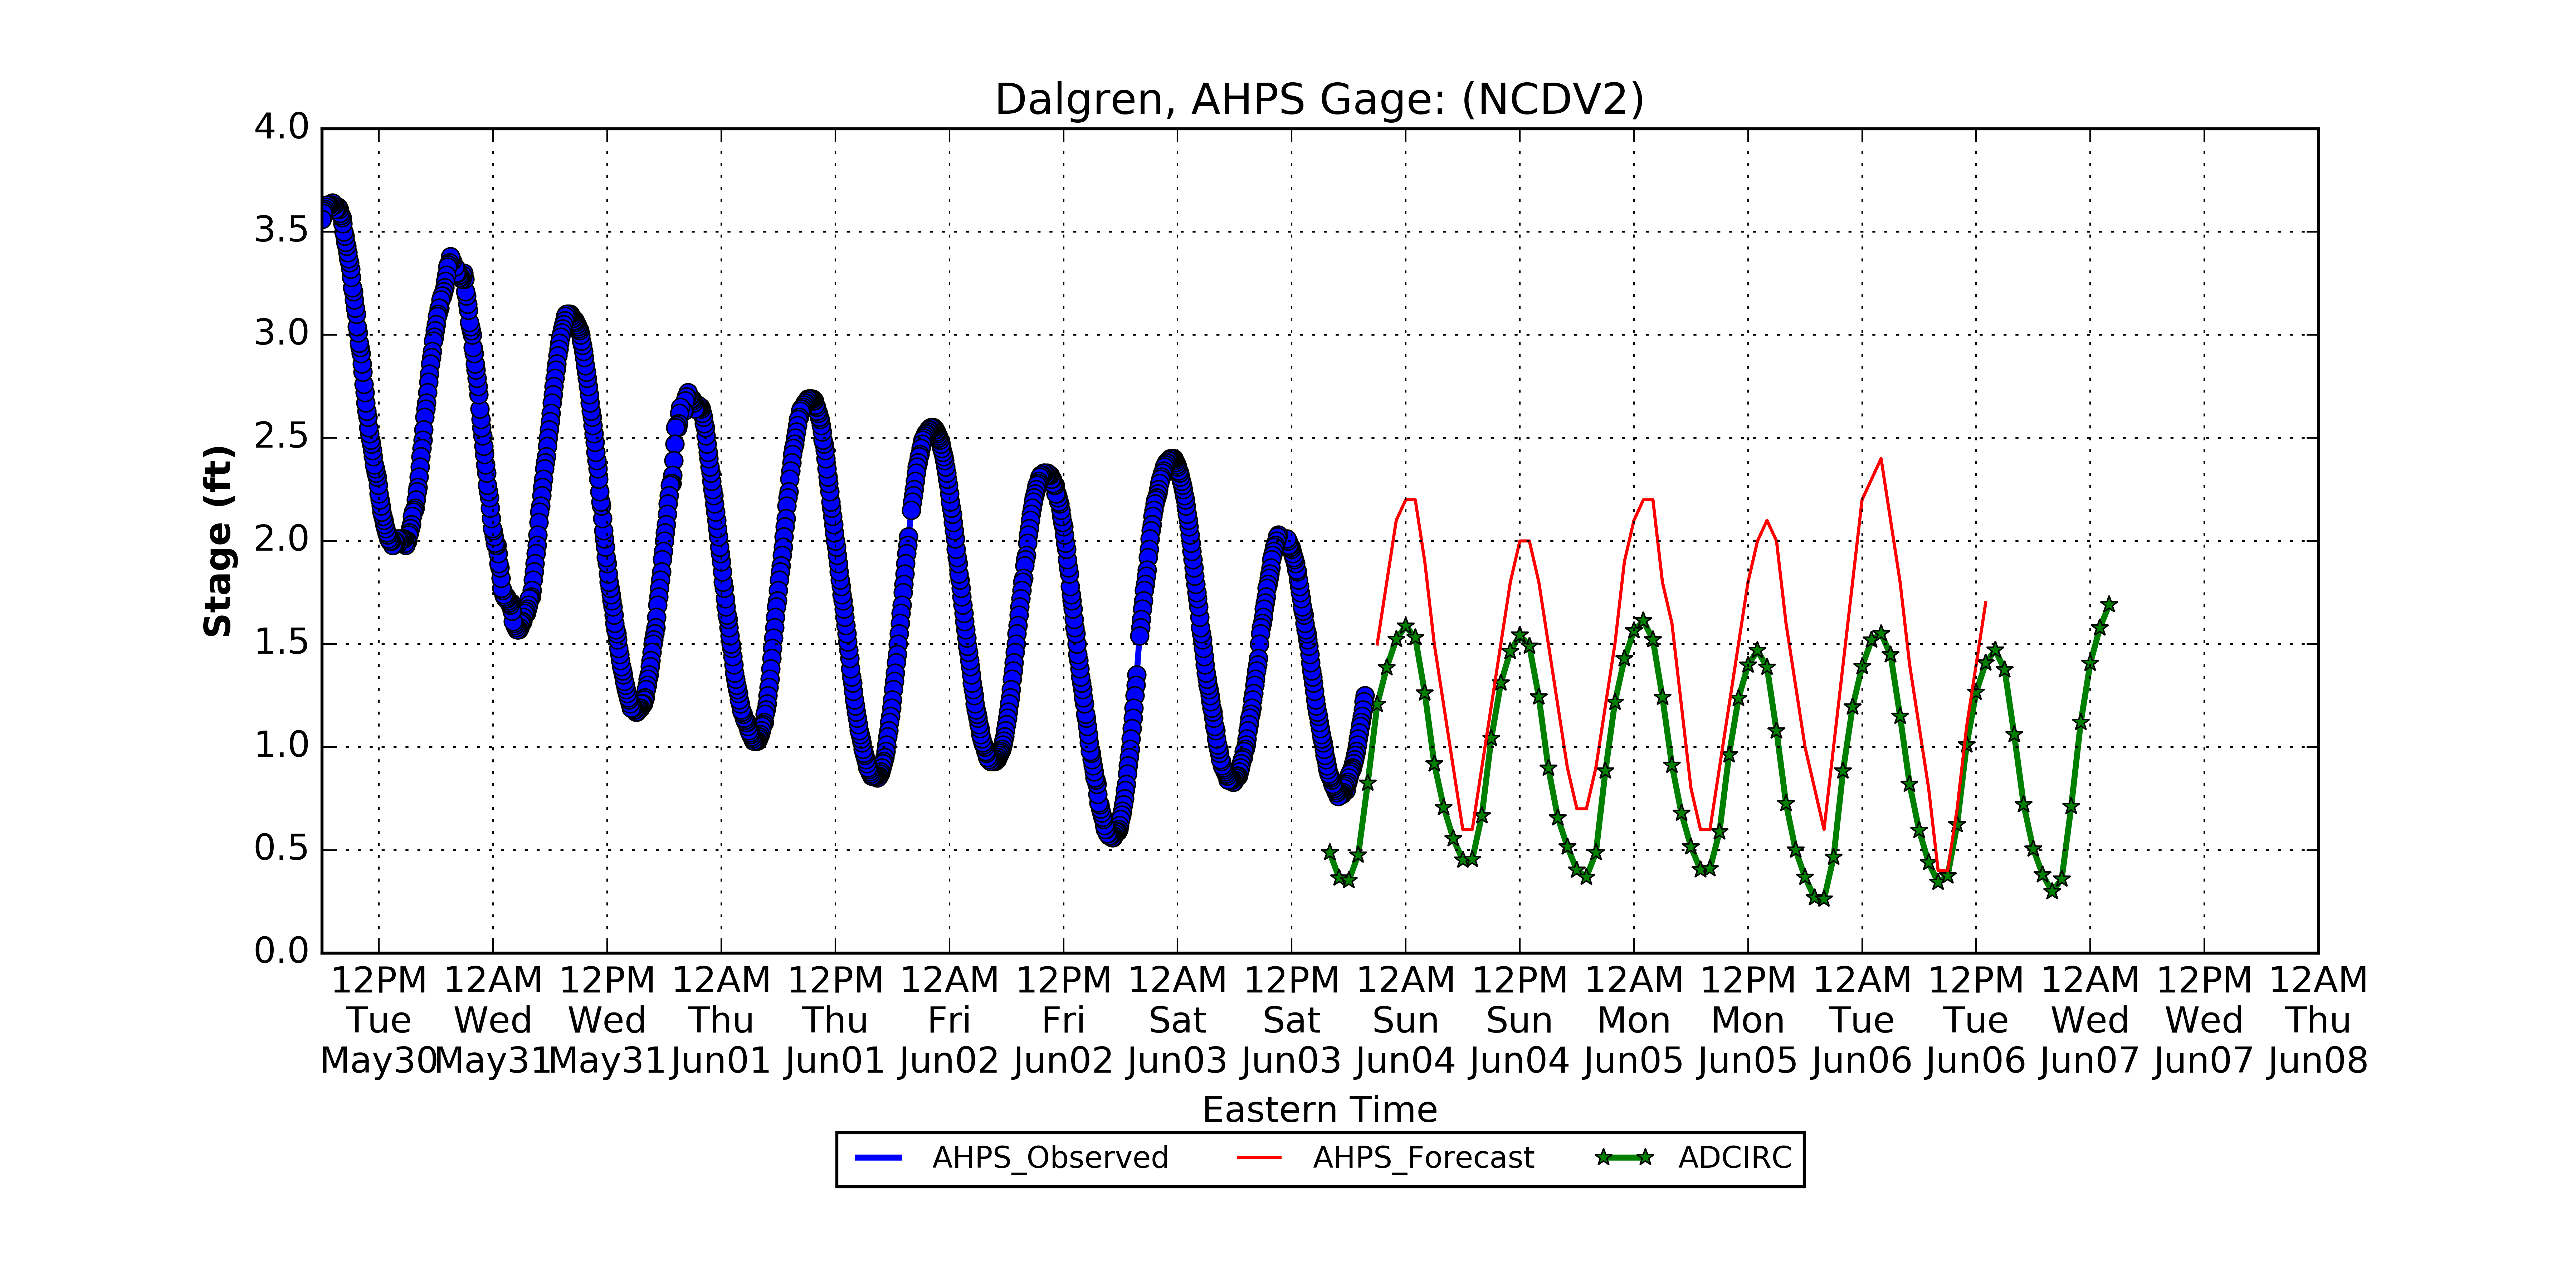 Dalgren, AHPS Gage: (NCDV2)
4.0
3.5
3.0
2.5
2.0
1.5
1.0
0.5
0.0
Stage (ft)
12PM 12AM 12PM 12AM 12PM 12AM 12PM 12AM 12PM 12AM 12PM 12AM 12PM 12AM 12PM 12AM 12PM 12AM
Tue Wed Wed Thu Thu Fri Fri Sat Sat Sun Sun Mon Mon Tue Tue Wed Wed Thu
May30 May31 May31 Jun01 Jun01 Jun02 Jun02 Jun03 Jun03 Jun04 Jun04 Jun05 Jun05 Jun06 Jun06 Jun07 Jun07 Jun08
Eastern Time
AHPS_Observed AHPS_Forecast ADCIRC